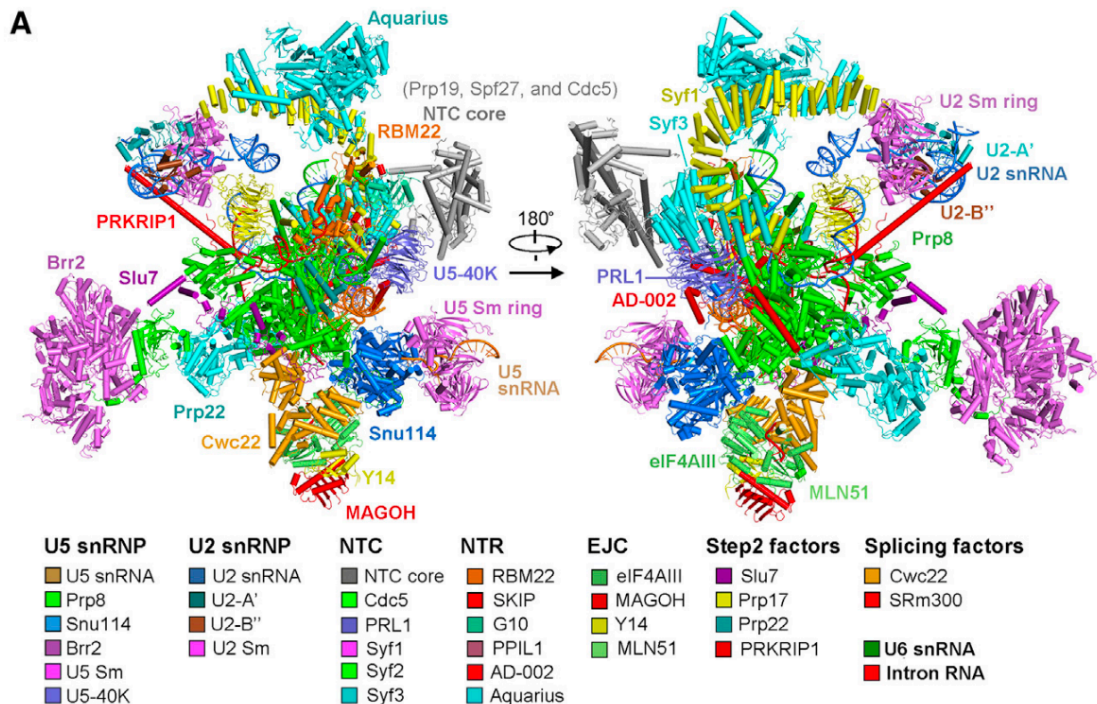 A
Aquarius
(Prp19, Spf27, and Cdc5)
NTC core
RBM22
PRKRIP1
Brr2
Slu7
U5-40K
U5 Sm ring
U5
snRNA
Prp22
Cwc22
Snu114
Y14
MAGOH
180°
Syf1
Syf3
U2 Sm ring
U2-A'
U2 snRNA
U2-B''
Prp8
PRL1
AD-002
eIF4AIII
MLN51
U5 snRNP
U5 snRNA
Prp8
Snu114
Brr2
U5 Sm
U5-40K
U2 snRNP
U2 snRNA
U2-A'
U2-B''
U2 Sm
NTC
NTC core
Cdc5
PRL1
Syf1
Syf2
Syf3
NTR
RBM22
SKIP
G10
PPIL1
AD-002
Aquarius
EJC
eIF4AIII
MAGOH
Y14
MLN51
Step2 factors
Slu7
Prp17
Prp22
PRKRIP1
Splicing factors
Cwc22
SRm300
U6 snRNA
Intron RNA